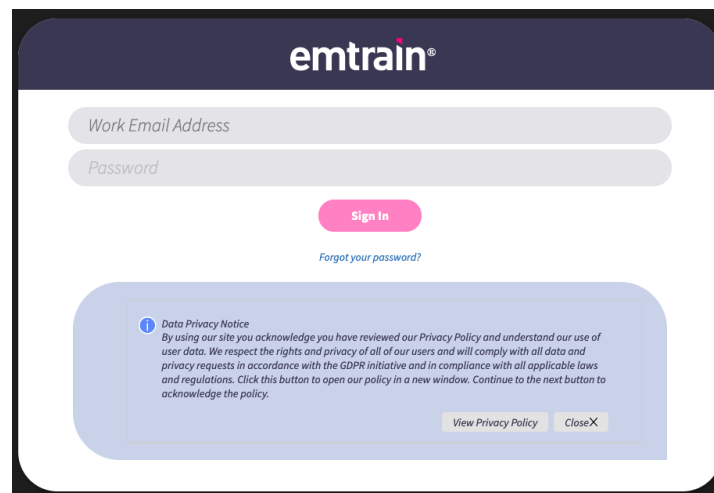 emtrain®
Work Email Address
Password
Sign In
Forgot your password?
Data Privacy Notice
By using our site you acknowledge you have reviewed our Privacy Policy and understand our use of
user data. We respect the rights and privacy of all of our users and will comply with all data and
privacy requests in accordance with the GDPR initiative and in compliance with all applicable laws
and regulations. Click this button to open our policy in a new window. Continue to the next button to
acknowledge the policy.
View Privacy Policy CloseX